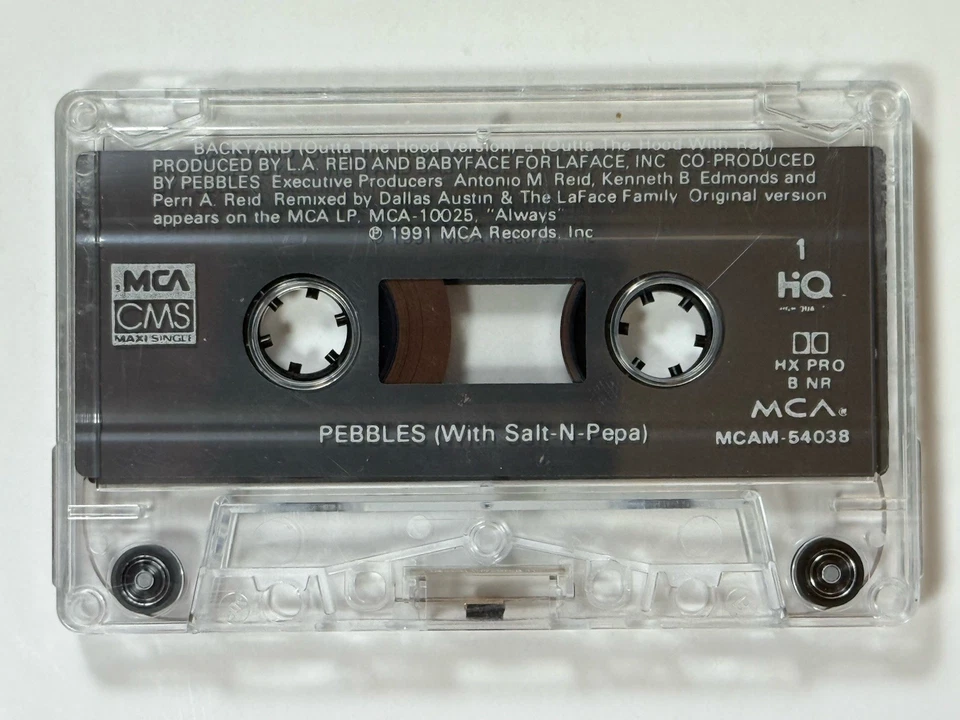 BACKYARD (Outta The Hood Version) a (Outta The Hood With Rap)
PRODUCED BY L.A. REID AND BABYFACE FOR LAFACE, INC CO-PRODUCED
BY PEBBLES Executive Producers Antonio M. Reid, Kenneth B Edmonds and
Perri A. Reid Remixed by Dallas Austin & The LaFace Family Original version
appears on the MCA LP, MCA-10025, "Always"
℗ 1991 MCA Records, Inc
1
HiQ
MCA
CMS
MAXI SINGLE
HX PRO
B NR
MCA®
PEBBLES (With Salt-N-Pepa)
MCAM-54038